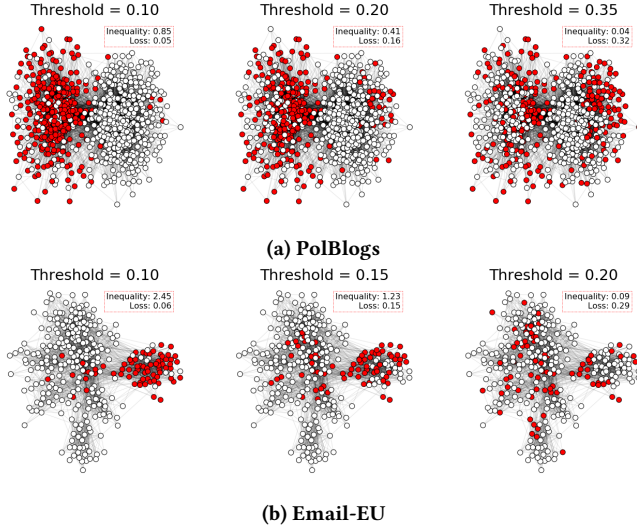 Threshold = 0.10
Threshold = 0.20
Threshold = 0.35
Inequality: 0.85
Loss: 0.05
Inequality: 0.41
Loss: 0.16
Inequality: 0.04
Loss: 0.32
(a) PolBlogs
Threshold = 0.10
Threshold = 0.15
Threshold = 0.20
Inequality: 2.45
Loss: 0.06
Inequality: 1.23
Loss: 0.15
Inequality: 0.09
Loss: 0.29
(b) Email-EU